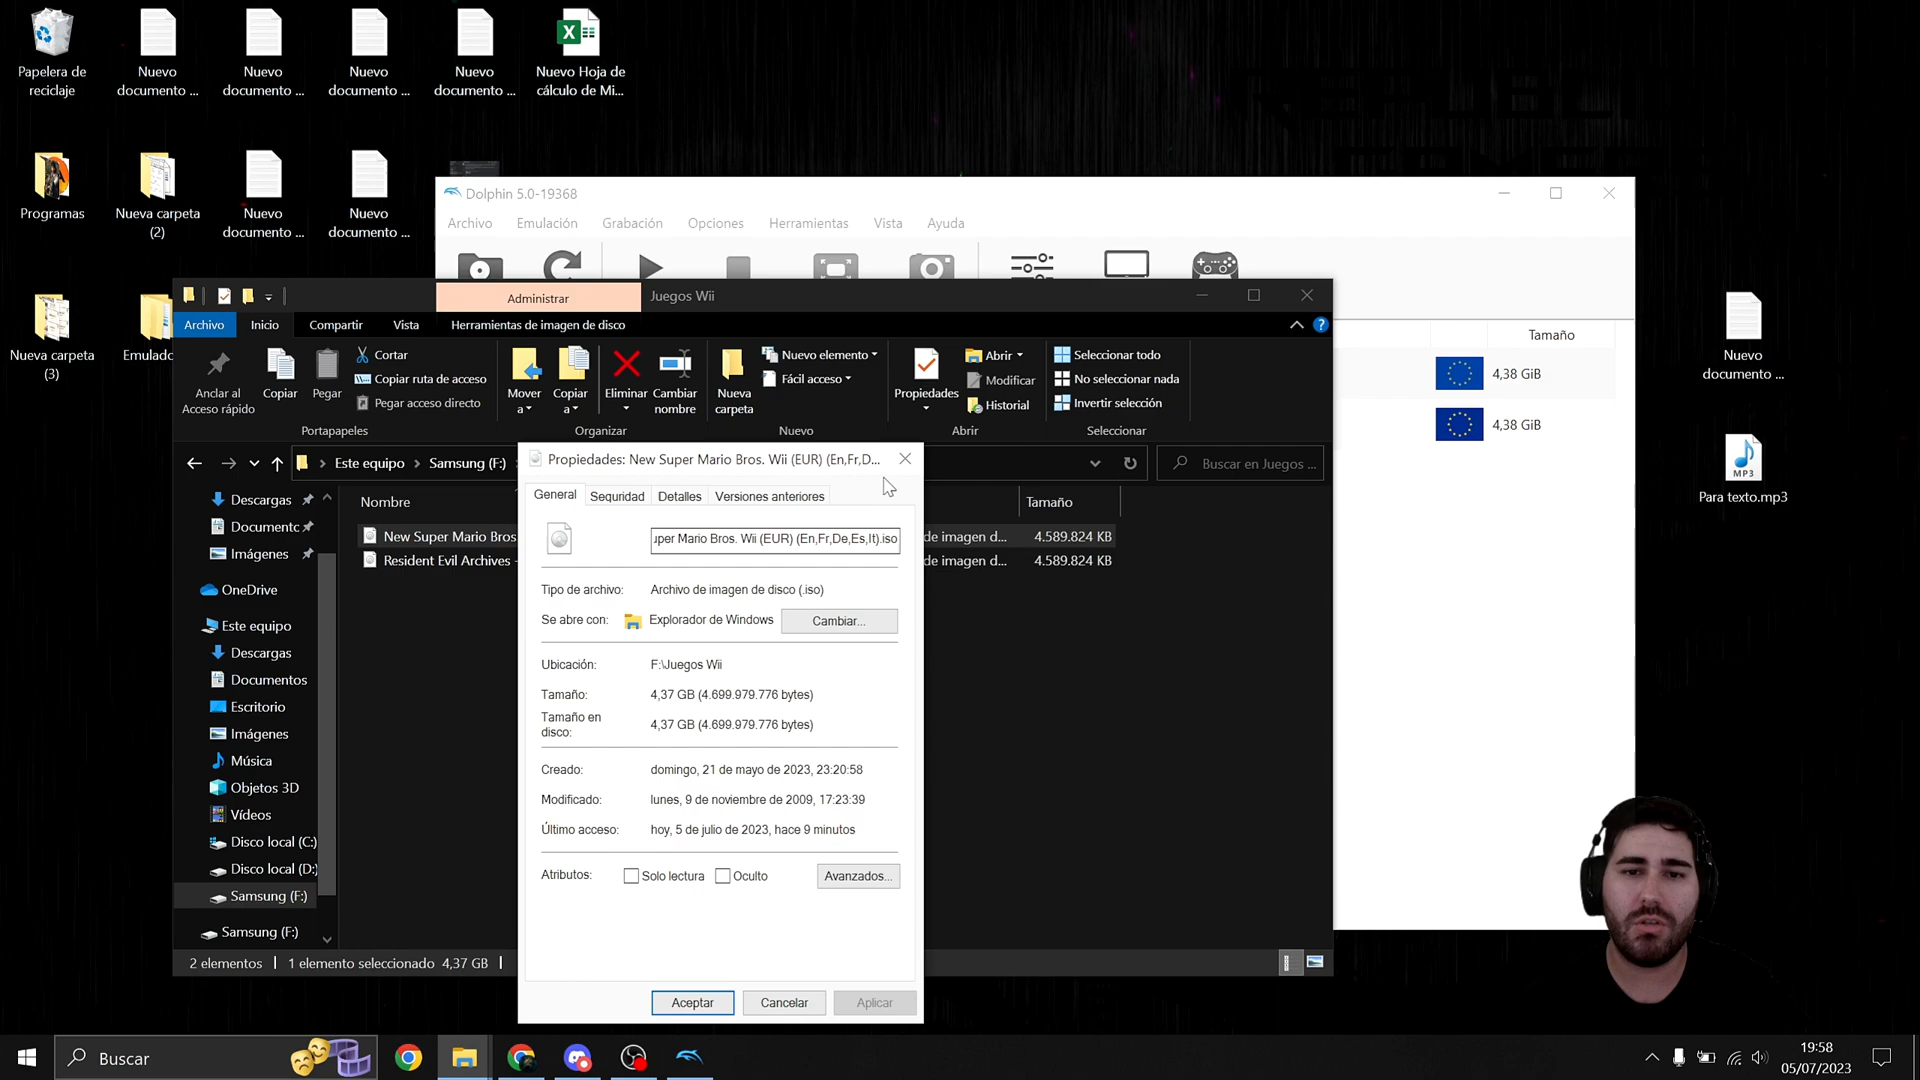 Papelera de
reciclaje
Nuevo
documento ...
Nuevo
documento ...
Nuevo
documento ...
Nuevo
documento ...
Nuevo Hoja de
cálculo de Mi...
Programas
Nueva carpeta
(2)
Nuevo
documento ...
Nuevo
documento ...
Nueva carpeta
(3)
Emulado
Dolphin 5.0-19368
Archivo Emulación Grabación Opciones Herramientas Vista Ayuda
Tamaño
4,38 GiB
4,38 GiB
Nuevo
documento ...
MP3
Para texto.mp3
Administrar Juegos Wii
Archivo Inicio Compartir Vista Herramientas de imagen de disco
Anclar al
Acceso rápido
Copiar
Pegar
Cortar
Copiar ruta de acceso
Pegar acceso directo
Portapapeles
Mover
a
Copiar
a
Eliminar
Cambiar
nombre
Organizar
Nueva
carpeta
Nuevo elemento
Fácil acceso
Nuevo
Propiedades
Abrir
Modificar
Historial
Abrir
Seleccionar todo
No seleccionar nada
Invertir selección
Seleccionar
Este equipo Samsung (F:)
Buscar en Juegos ...
Descargas
Documentc
Imágenes
OneDrive
Este equipo
Descargas
Documentos
Escritorio
Imágenes
Música
Objetos 3D
Vídeos
Disco local (C:)
Disco local (D:)
Samsung (F:)
Samsung (F:)
Nombre Tamaño
New Super Mario Bros de imagen d... 4.589.824 KB
Resident Evil Archives - de imagen d... 4.589.824 KB
2 elementos 1 elemento seleccionado 4,37 GB
Propiedades: New Super Mario Bros. Wii (EUR) (En,Fr,D...
General Seguridad Detalles Versiones anteriores
uper Mario Bros. Wii (EUR) (En,Fr,De,Es,It).iso
Tipo de archivo: Archivo de imagen de disco (.iso)
Se abre con: Explorador de Windows Cambiar...
Ubicación: F:\Juegos Wii
Tamaño: 4,37 GB (4.699.979.776 bytes)
Tamaño en
disco: 4,37 GB (4.699.979.776 bytes)
Creado: domingo, 21 de mayo de 2023, 23:20:58
Modificado: lunes, 9 de noviembre de 2009, 17:23:39
Último acceso: hoy, 5 de julio de 2023, hace 9 minutos
Atributos: Solo lectura Oculto Avanzados...
Aceptar Cancelar Aplicar
Buscar
19:58
05/07/2023